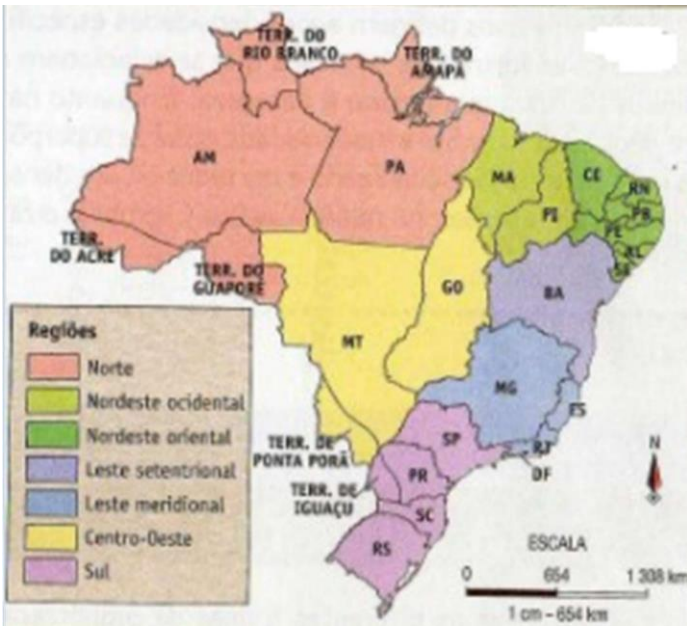 TERR. DO
RIO BRANCO
TERR. DO
AMAPÁ
AM
PA
MA
CE
RN
PB
PI
PE
AL
SE
TERR.
DO ACRE
TERR. DO
GUAPORÉ
GO
BA
MT
MG
ES
SP
RJ
DF
TERR. DE
PONTA PORÃ
PR
TERR. DE
IGUAÇU
SC
RS
Regiões
Norte
Nordeste ocidental
Nordeste oriental
Leste setentrional
Leste meridional
Centro-Oeste
Sul
N
ESCALA
0 654 1 308 km
1 cm – 654 km